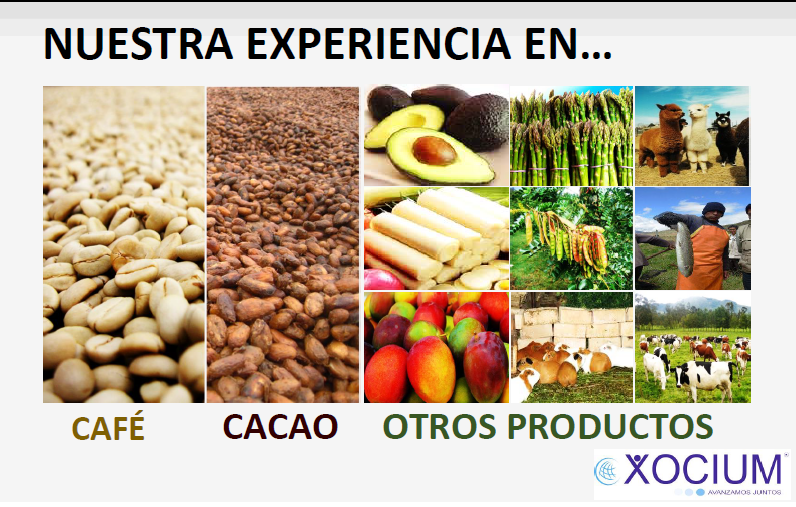 NUESTRA EXPERIENCIA EN...
CAFÉ
CACAO
OTROS PRODUCTOS
XOCIUM®
AVANZAMOS JUNTOS